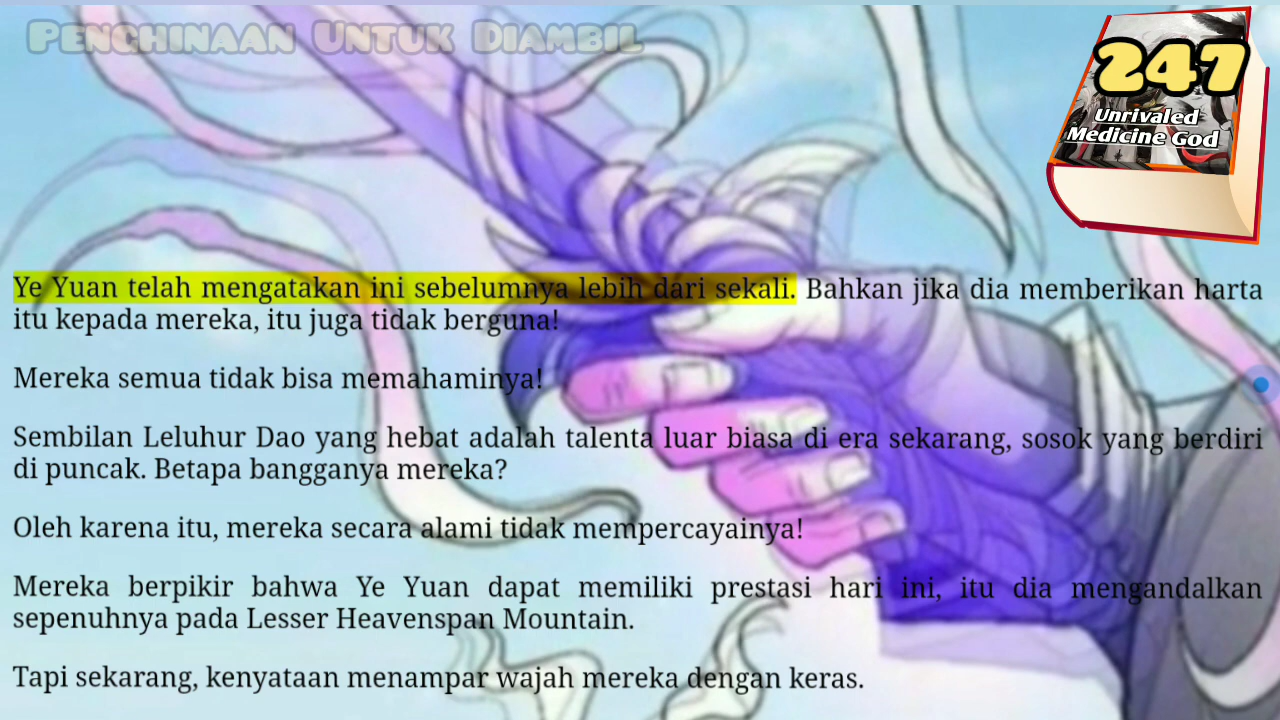 Penghinaan Untuk Diambil
247
Unrivaled
Medicine God
Ye Yuan telah mengatakan ini sebelumnya lebih dari sekali. Bahkan jika dia memberikan harta
itu kepada mereka, itu juga tidak berguna!
Mereka semua tidak bisa memahaminya!
Sembilan Leluhur Dao yang hebat adalah talenta luar biasa di era sekarang, sosok yang berdiri
di puncak. Betapa bangganya mereka?
Oleh karena itu, mereka secara alami tidak mempercayainya!
Mereka berpikir bahwa Ye Yuan dapat memiliki prestasi hari ini, itu dia mengandalkan
sepenuhnya pada Lesser Heavenspan Mountain.
Tapi sekarang, kenyataan menampar wajah mereka dengan keras.